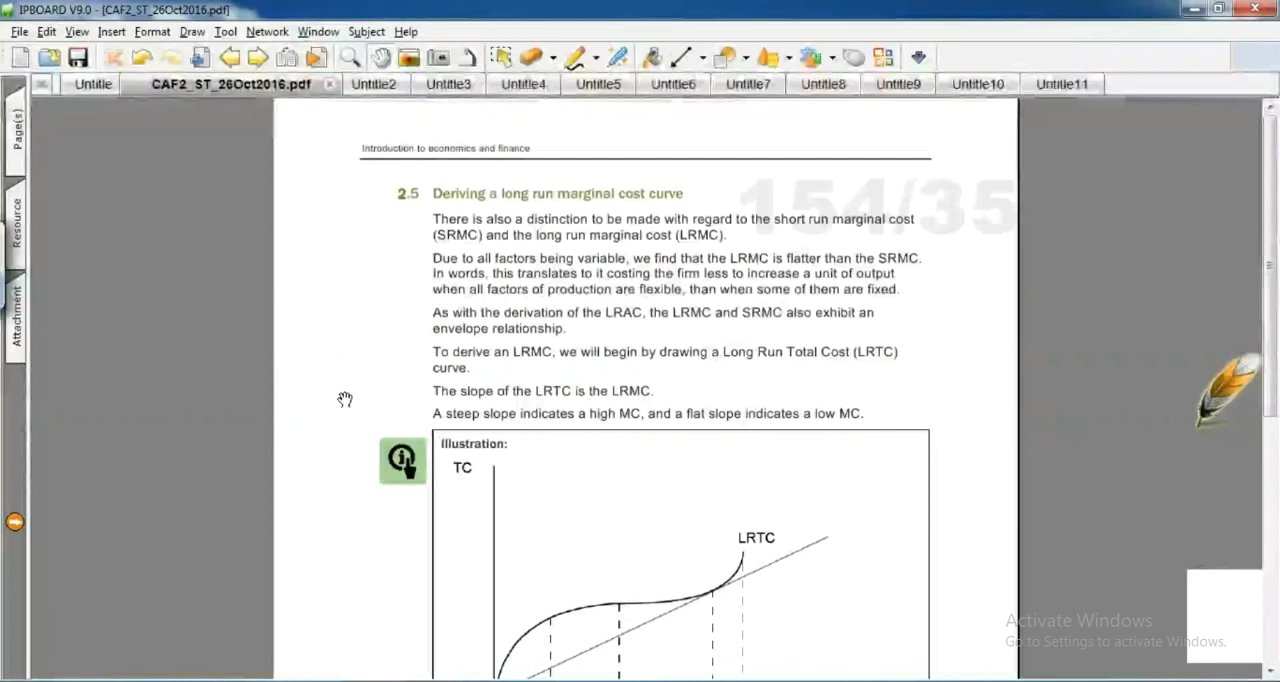 IPBOARD V9.0 - [CAF2_ST_26Oct2016.pdf]
File Edit View Insert Format Draw Tool Network Window Subject Help
Untitle CAF2_ST_26Oct2016.pdf Untitle2 Untitle3 Untitle4 Untitle5 Untitle6 Untitle7 Untitle8 Untitle9 Untitle10 Untitle11
Page(s)
Resource
Attachment
Introduction to economics and finance
154/35
2.5 Deriving a long run marginal cost curve
There is also a distinction to be made with regard to the short run marginal cost
(SRMC) and the long run marginal cost (LRMC).
Due to all factors being variable, we find that the LRMC is flatter than the SRMC.
In words, this translates to it costing the firm less to increase a unit of output
when all factors of production are flexible, than when some of them are fixed.
As with the derivation of the LRAC, the LRMC and SRMC also exhibit an
envelope relationship.
To derive an LRMC, we will begin by drawing a Long Run Total Cost (LRTC)
curve.
The slope of the LRTC is the LRMC.
A steep slope indicates a high MC, and a flat slope indicates a low MC.
Illustration:
TC
LRTC
Activate Windows
Go to Settings to activate Windows.